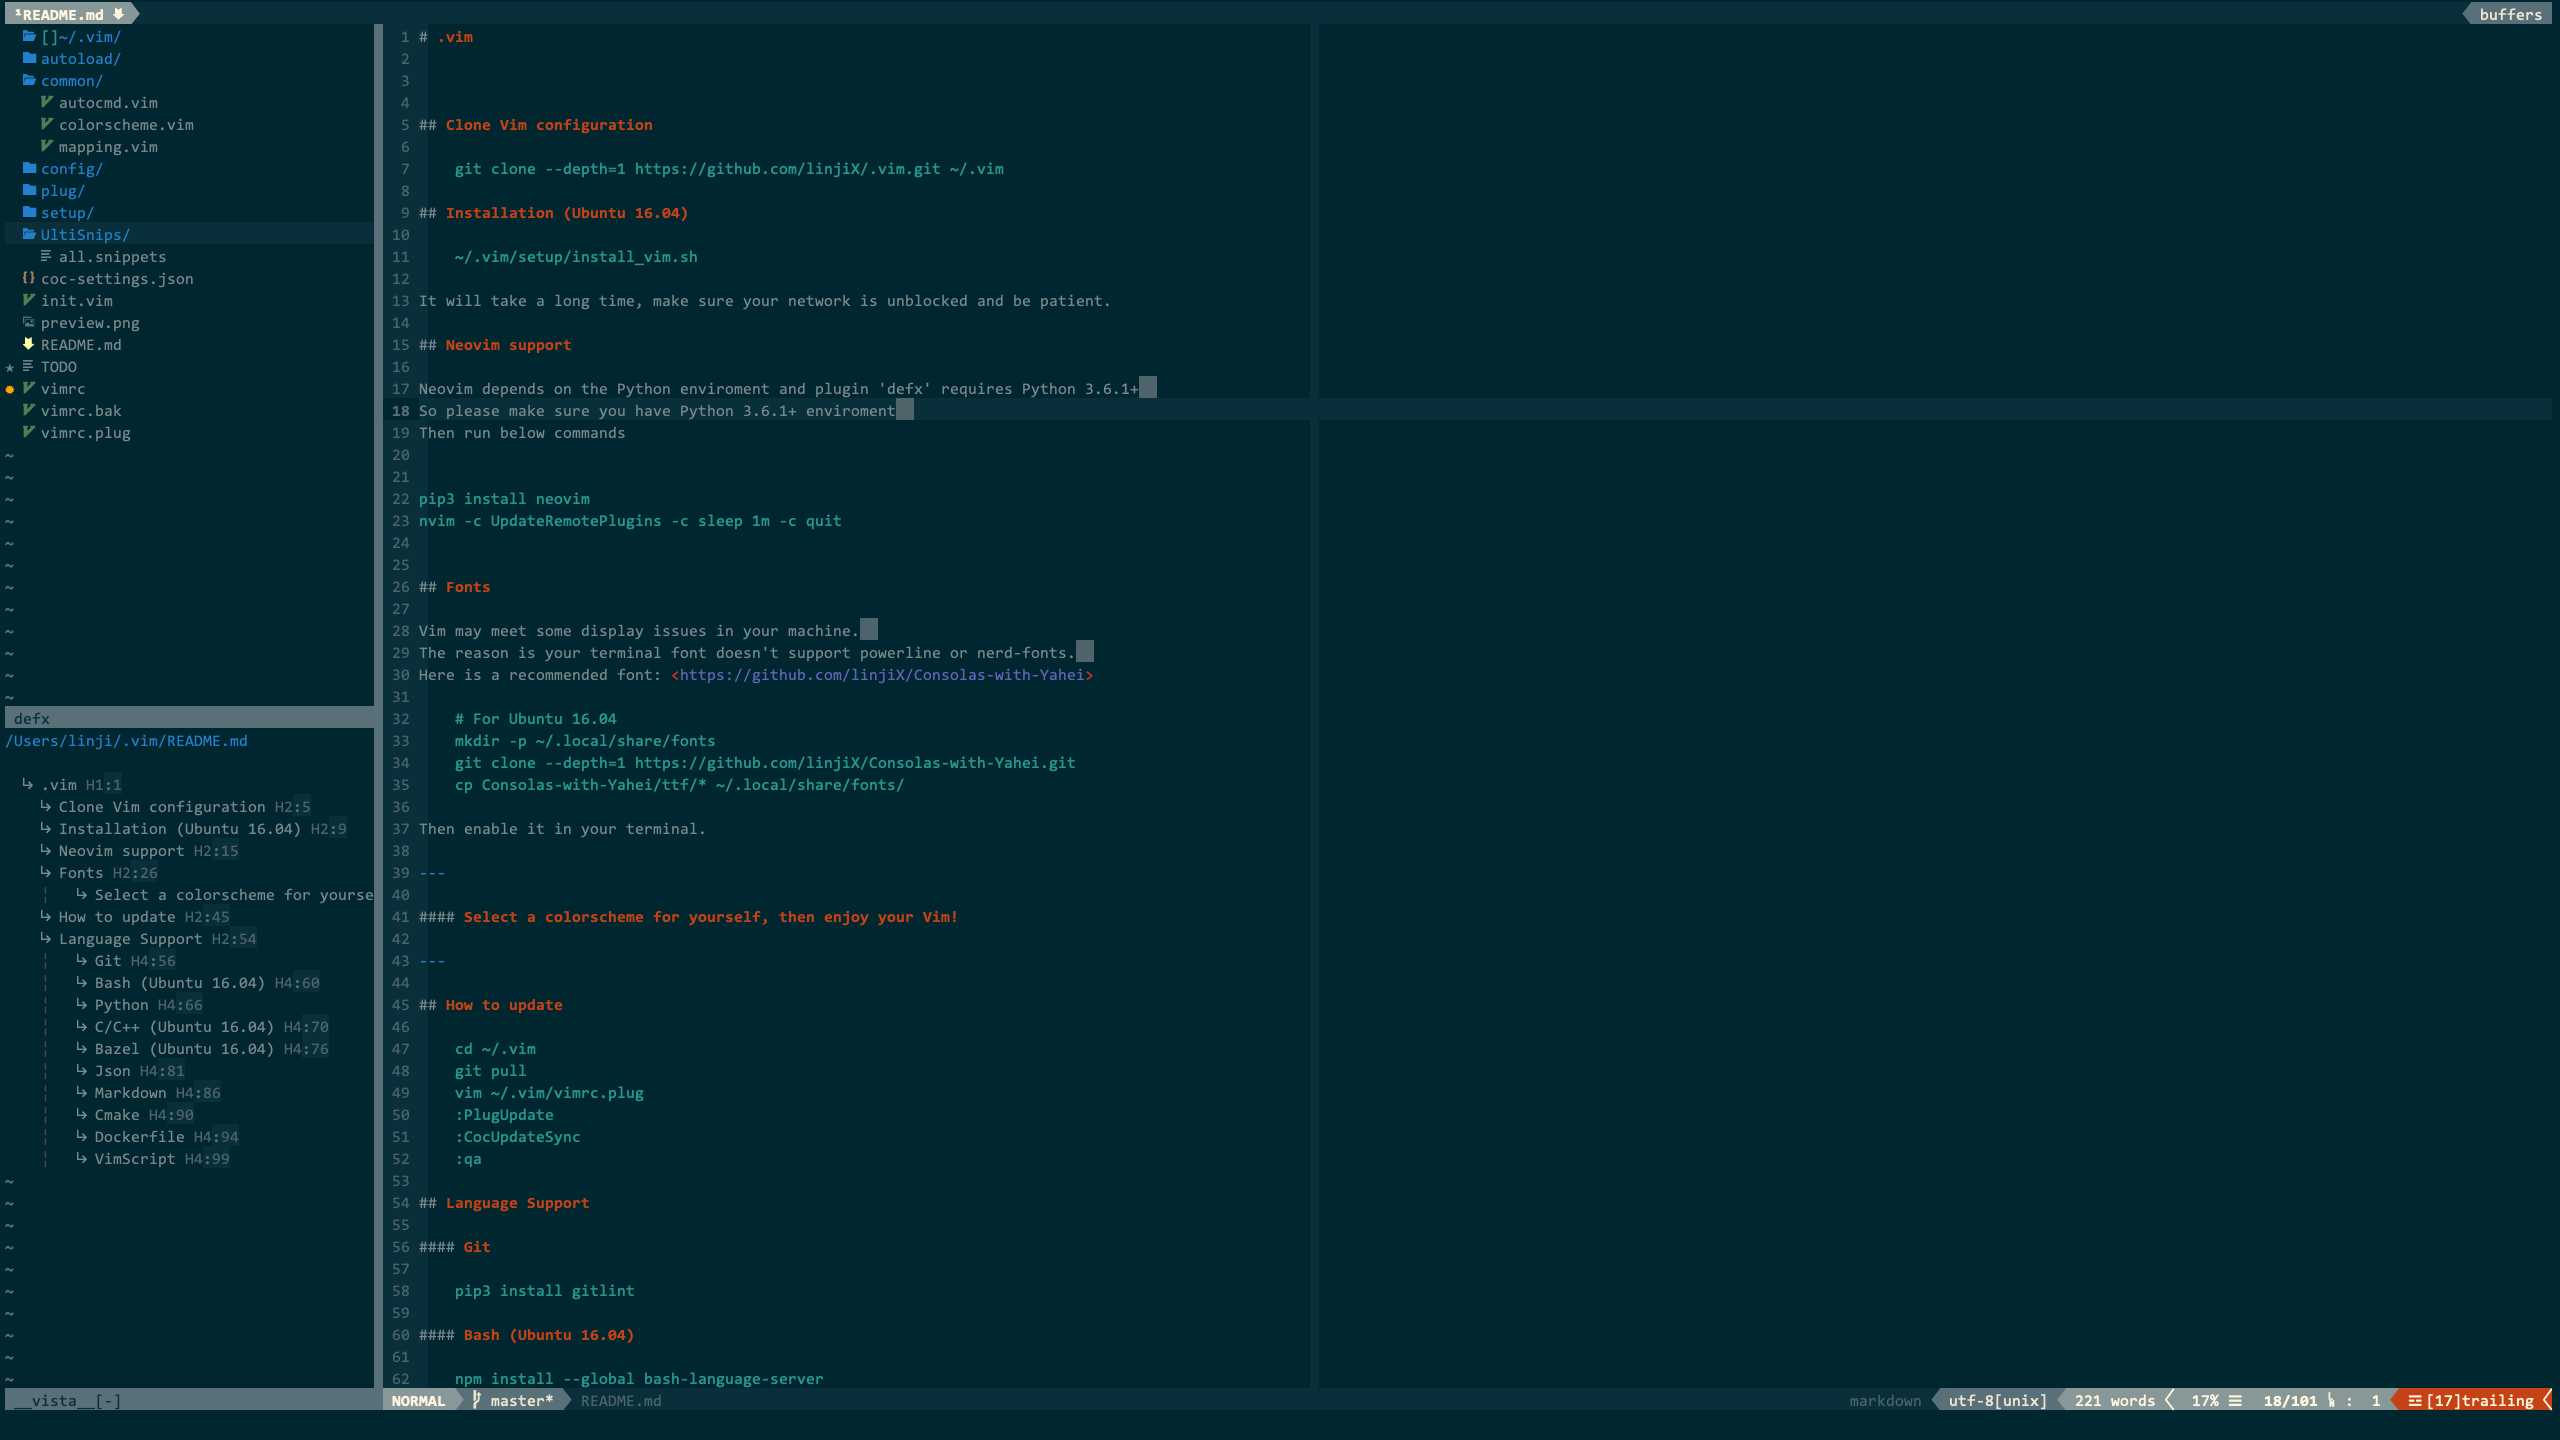 ¹README.md
buffers
[]~/.vim/
autoload/
common/
autocmd.vim
colorscheme.vim
mapping.vim
config/
plug/
setup/
UltiSnips/
all.snippets
{} coc-settings.json
init.vim
preview.png
README.md
★ TODO
vimrc
vimrc.bak
vimrc.plug
~
~
~
~
~
~
~
~
~
~
~
~
defx
/Users/linji/.vim/README.md
↳ .vim H1:1
↳ Clone Vim configuration H2:5
↳ Installation (Ubuntu 16.04) H2:9
↳ Neovim support H2:15
↳ Fonts H2:26
↳ Select a colorscheme for yourse
↳ How to update H2:45
↳ Language Support H2:54
↳ Git H4:56
↳ Bash (Ubuntu 16.04) H4:60
↳ Python H4:66
↳ C/C++ (Ubuntu 16.04) H4:70
↳ Bazel (Ubuntu 16.04) H4:76
↳ Json H4:81
↳ Markdown H4:86
↳ Cmake H4:90
↳ Dockerfile H4:94
↳ VimScript H4:99
~
~
~
~
~
~
~
~
~
~
__vista__[-]
1 # .vim
2
3
4
5 ## Clone Vim configuration
6
7 git clone --depth=1 https://github.com/linjiX/.vim.git ~/.vim
8
9 ## Installation (Ubuntu 16.04)
10
11 ~/.vim/setup/install_vim.sh
12
13 It will take a long time, make sure your network is unblocked and be patient.
14
15 ## Neovim support
16
17 Neovim depends on the Python enviroment and plugin 'defx' requires Python 3.6.1+
18 So please make sure you have Python 3.6.1+ enviroment
19 Then run below commands
20
21
22 pip3 install neovim
23 nvim -c UpdateRemotePlugins -c sleep 1m -c quit
24
25
26 ## Fonts
27
28 Vim may meet some display issues in your machine.
29 The reason is your terminal font doesn't support powerline or nerd-fonts.
30 Here is a recommended font: <https://github.com/linjiX/Consolas-with-Yahei>
31
32 # For Ubuntu 16.04
33 mkdir -p ~/.local/share/fonts
34 git clone --depth=1 https://github.com/linjiX/Consolas-with-Yahei.git
35 cp Consolas-with-Yahei/ttf/* ~/.local/share/fonts/
36
37 Then enable it in your terminal.
38
39 ---
40
41 #### Select a colorscheme for yourself, then enjoy your Vim!
42
43 ---
44
45 ## How to update
46
47 cd ~/.vim
48 git pull
49 vim ~/.vim/vimrc.plug
50 :PlugUpdate
51 :CocUpdateSync
52 :qa
53
54 ## Language Support
55
56 #### Git
57
58 pip3 install gitlint
59
60 #### Bash (Ubuntu 16.04)
61
62 npm install --global bash-language-server
NORMAL master* README.md markdown utf-8[unix] 221 words 17% ☰ 18/101 : 1 [17]trailing